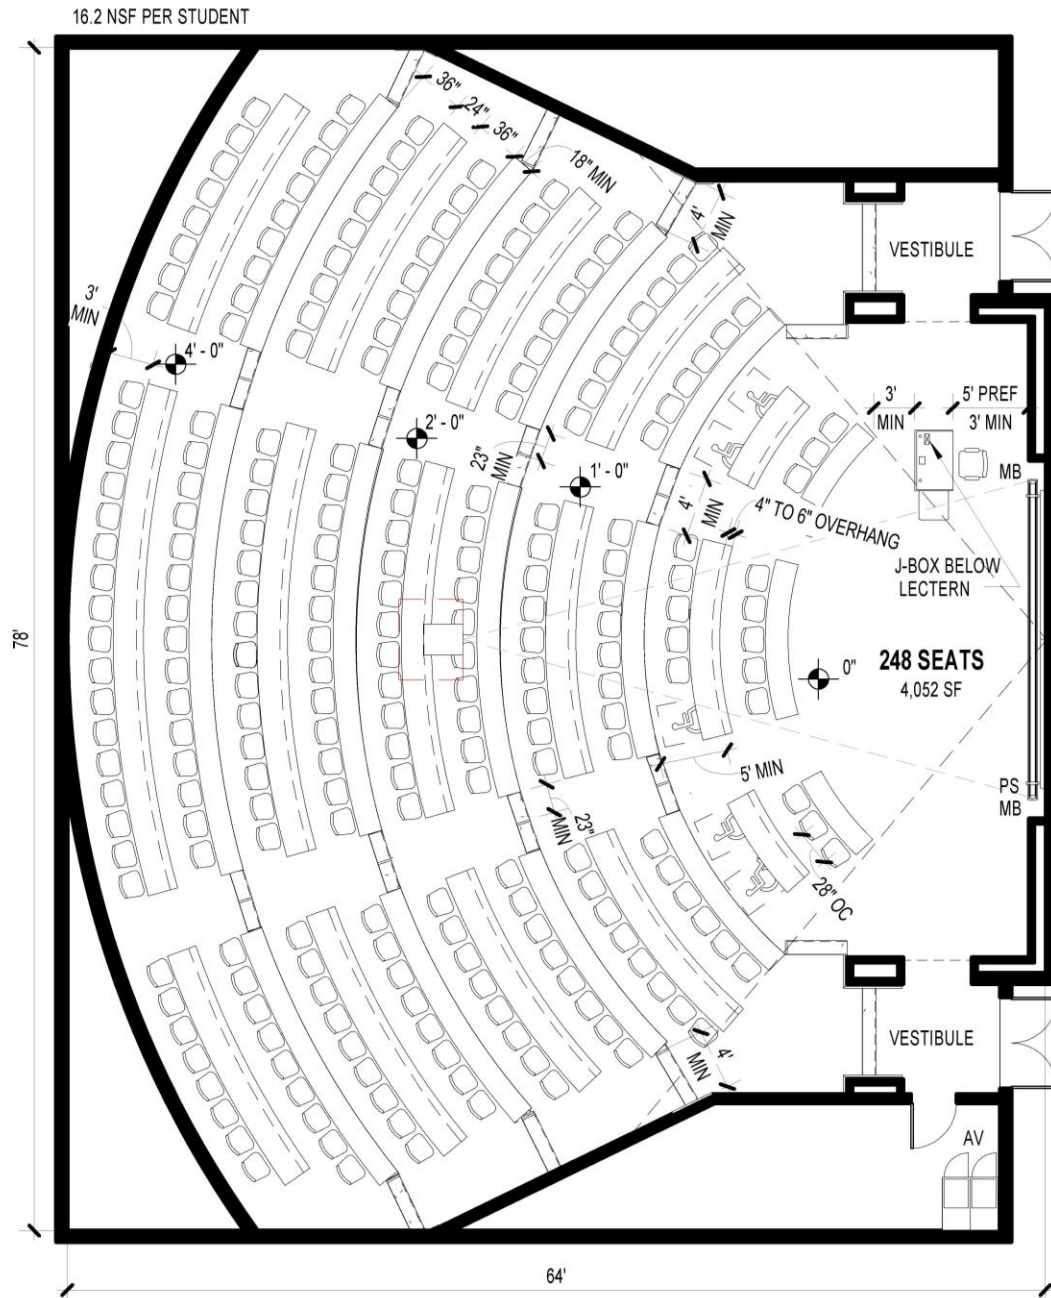 16.2 NSF PER STUDENT
36"
24"
36"
18" MIN
4'
MIN
VESTIBULE
3'
MIN
4' - 0"
2' - 0"
23"
MIN
1' - 0"
4'
MIN
3'
MIN
5' PREF
3' MIN
MB
4" TO 6" OVERHANG
J-BOX BELOW
LECTERN
78'
248 SEATS
4,052 SF
0"
5' MIN
PS
MB
23"
MIN
28" OC
VESTIBULE
4'
MIN
AV
64'